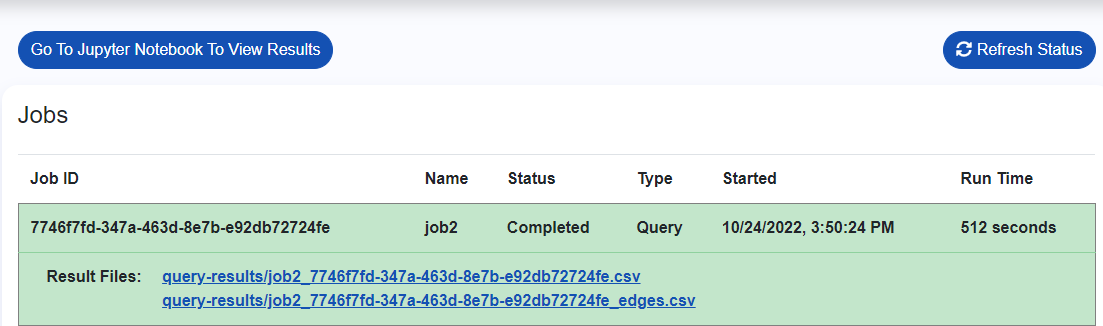 Go To Jupyter Notebook To View Results Refresh Status
Jobs
Job ID Name Status Type Started Run Time
7746f7fd-347a-463d-8e7b-e92db72724fe job2 Completed Query 10/24/2022, 3:50:24 PM 512 seconds
Result Files: query-results/job2_7746f7fd-347a-463d-8e7b-e92db72724fe.csv
query-results/job2_7746f7fd-347a-463d-8e7b-e92db72724fe_edges.csv